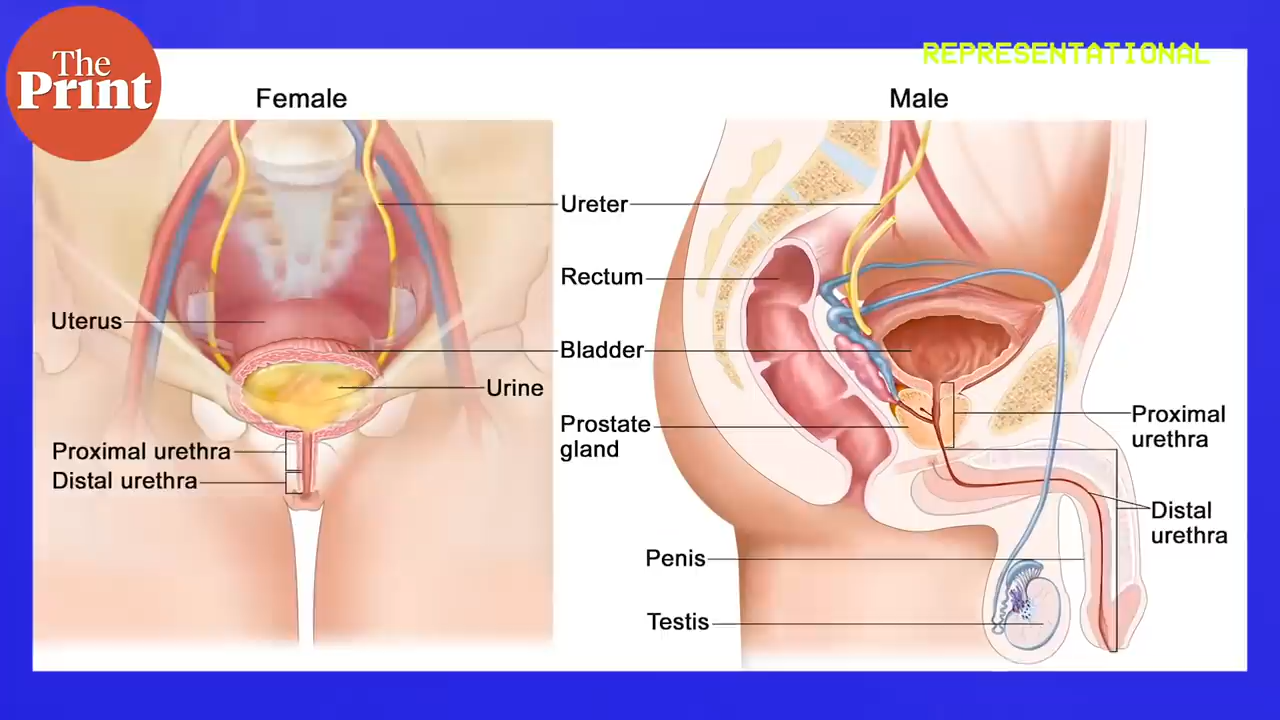 The
Print
REPRESENTATIONAL
Female
Male
Ureter
Rectum
Uterus
Bladder
Urine
Prostate
gland
Proximal
urethra
Proximal urethra
Distal urethra
Distal
urethra
Penis
Testis